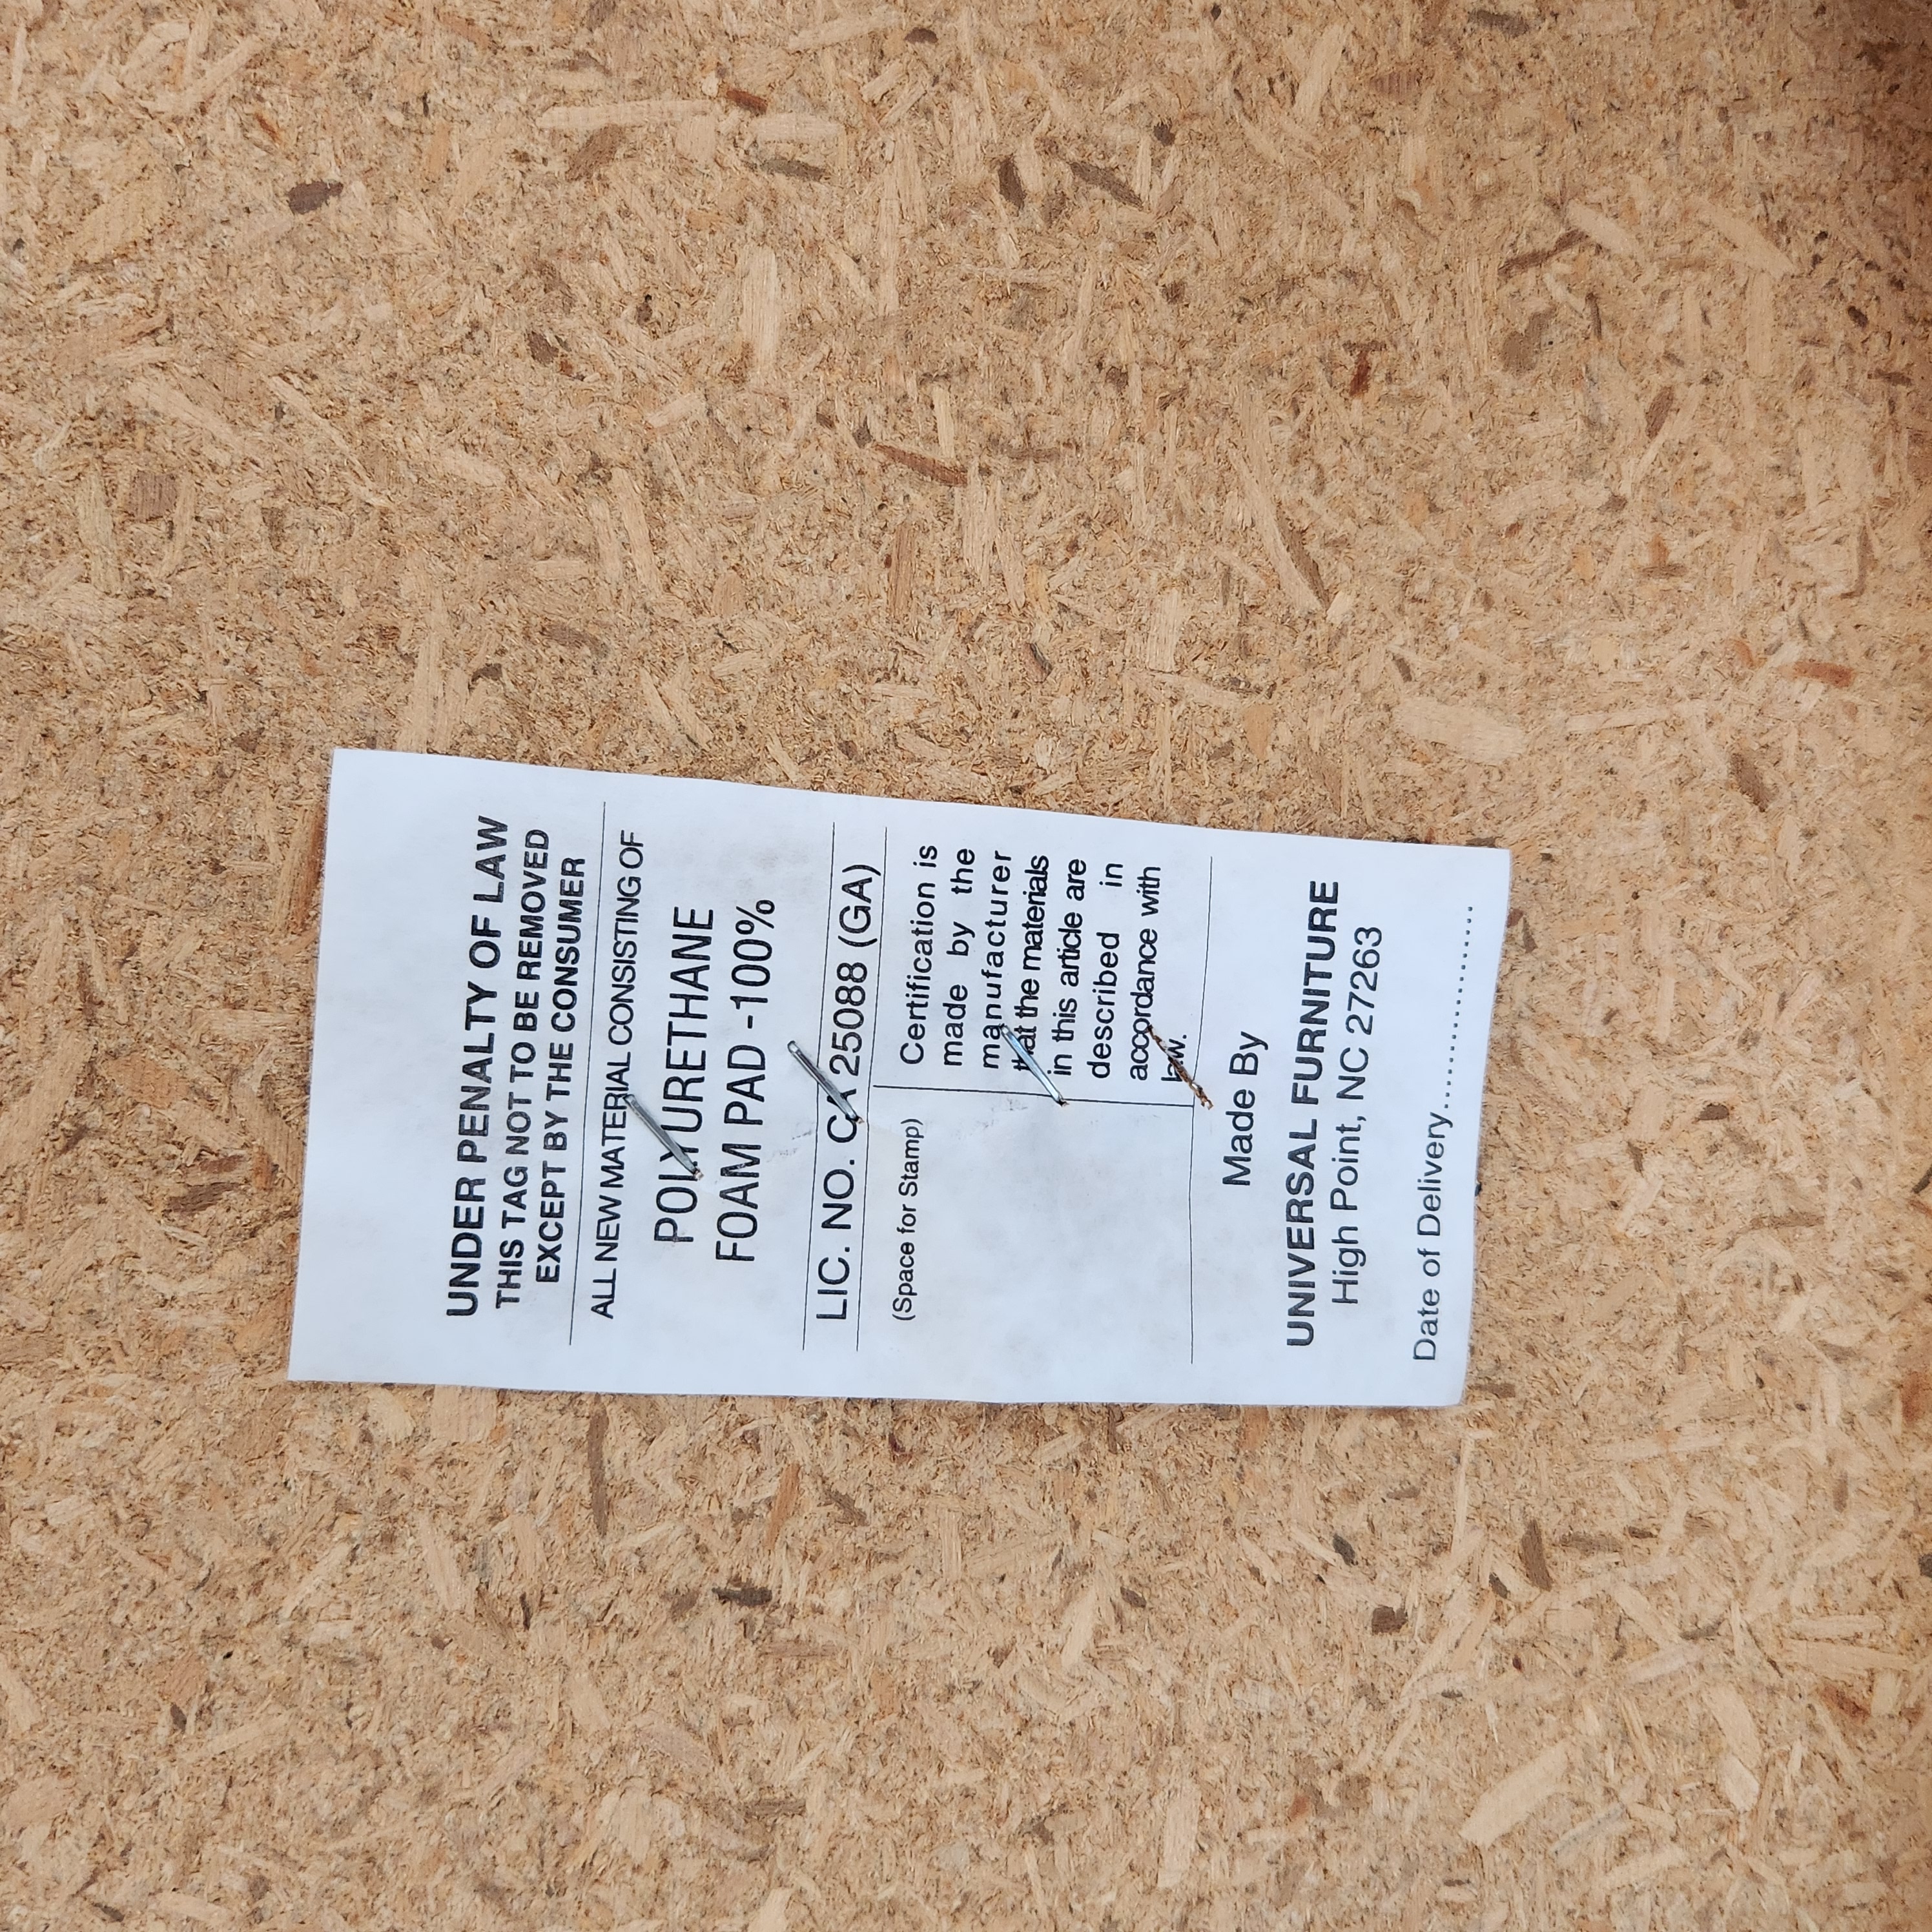 UNDER PENALTY OF LAW
THIS TAG NOT TO BE REMOVED
EXCEPT BY THE CONSUMER
ALL NEW MATERIAL CONSISTING OF
POLYURETHANE
FOAM PAD -100%
LIC. NO. CA 25088 (GA)
(Space for Stamp)
Certification is
made by the
manufacturer
that the materials
in this article are
described in
accordance with
law.
Made By
UNIVERSAL FURNITURE
High Point, NC 27263
Date of Delivery......................